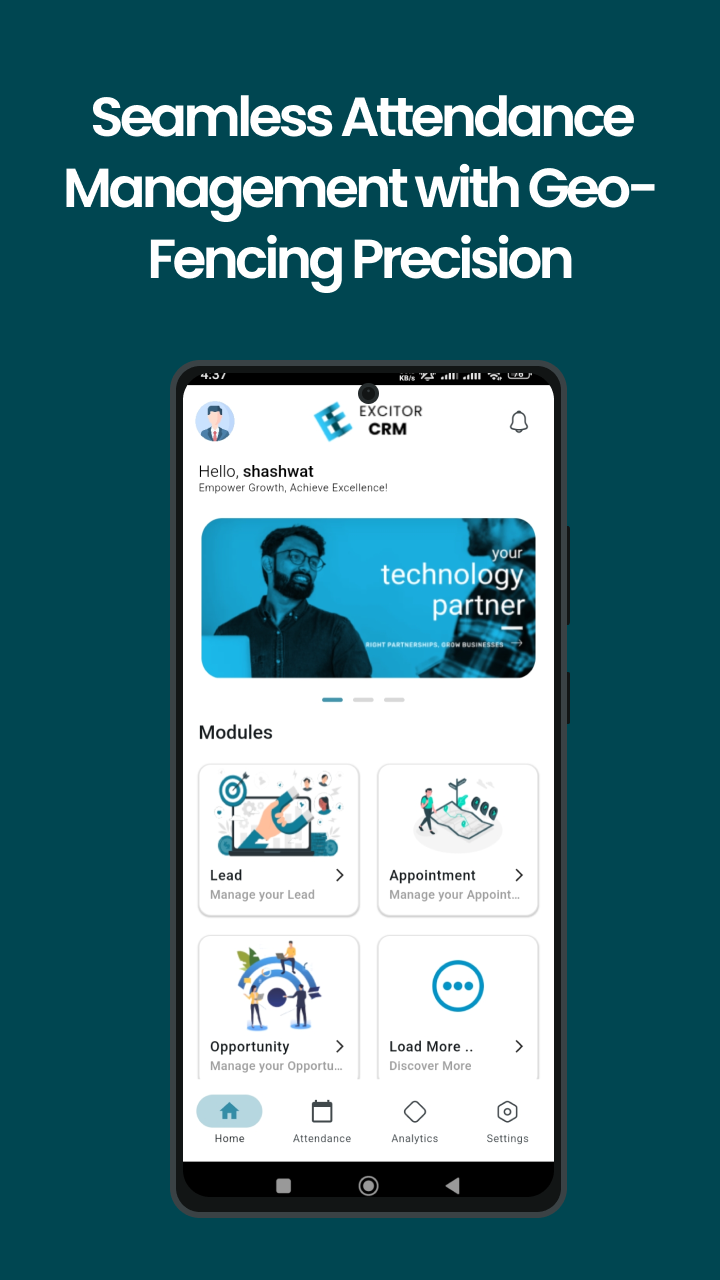 Seamless Attendance
Management with Geo-
Fencing Precision
4:37
KB/s
76
EXCITOR
CRM
Hello, shashwat
Empower Growth, Achieve Excellence!
your
technology
partner
RIGHT PARTNERSHIPS, GROW BUSINESSES
Modules
Lead
Manage your Lead
Appointment
Manage your Appoint...
Opportunity
Manage your Opportu...
Load More ..
Discover More
Home
Attendance
Analytics
Settings